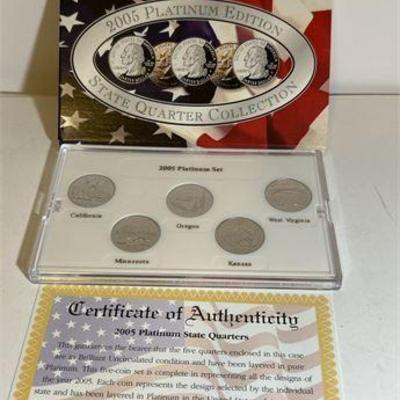 2005 PLATINUM EDITION
STATE QUARTER COLLECTION
2005 Platinum Set
California
Oregon
West Virginia
Minnesota
Kansas
Certificate of Authenticity
2005 Platinum State Quarters
This guarantees the bearer that the five quarters enclosed in this case
are in Brilliant Uncirculated condition and have been layered in pure
Platinum. This five-coin set is complete in representing all the designs of
the year 2005. Each coin represents the design selected by the individual
state and has been layered in Platinum in the United States